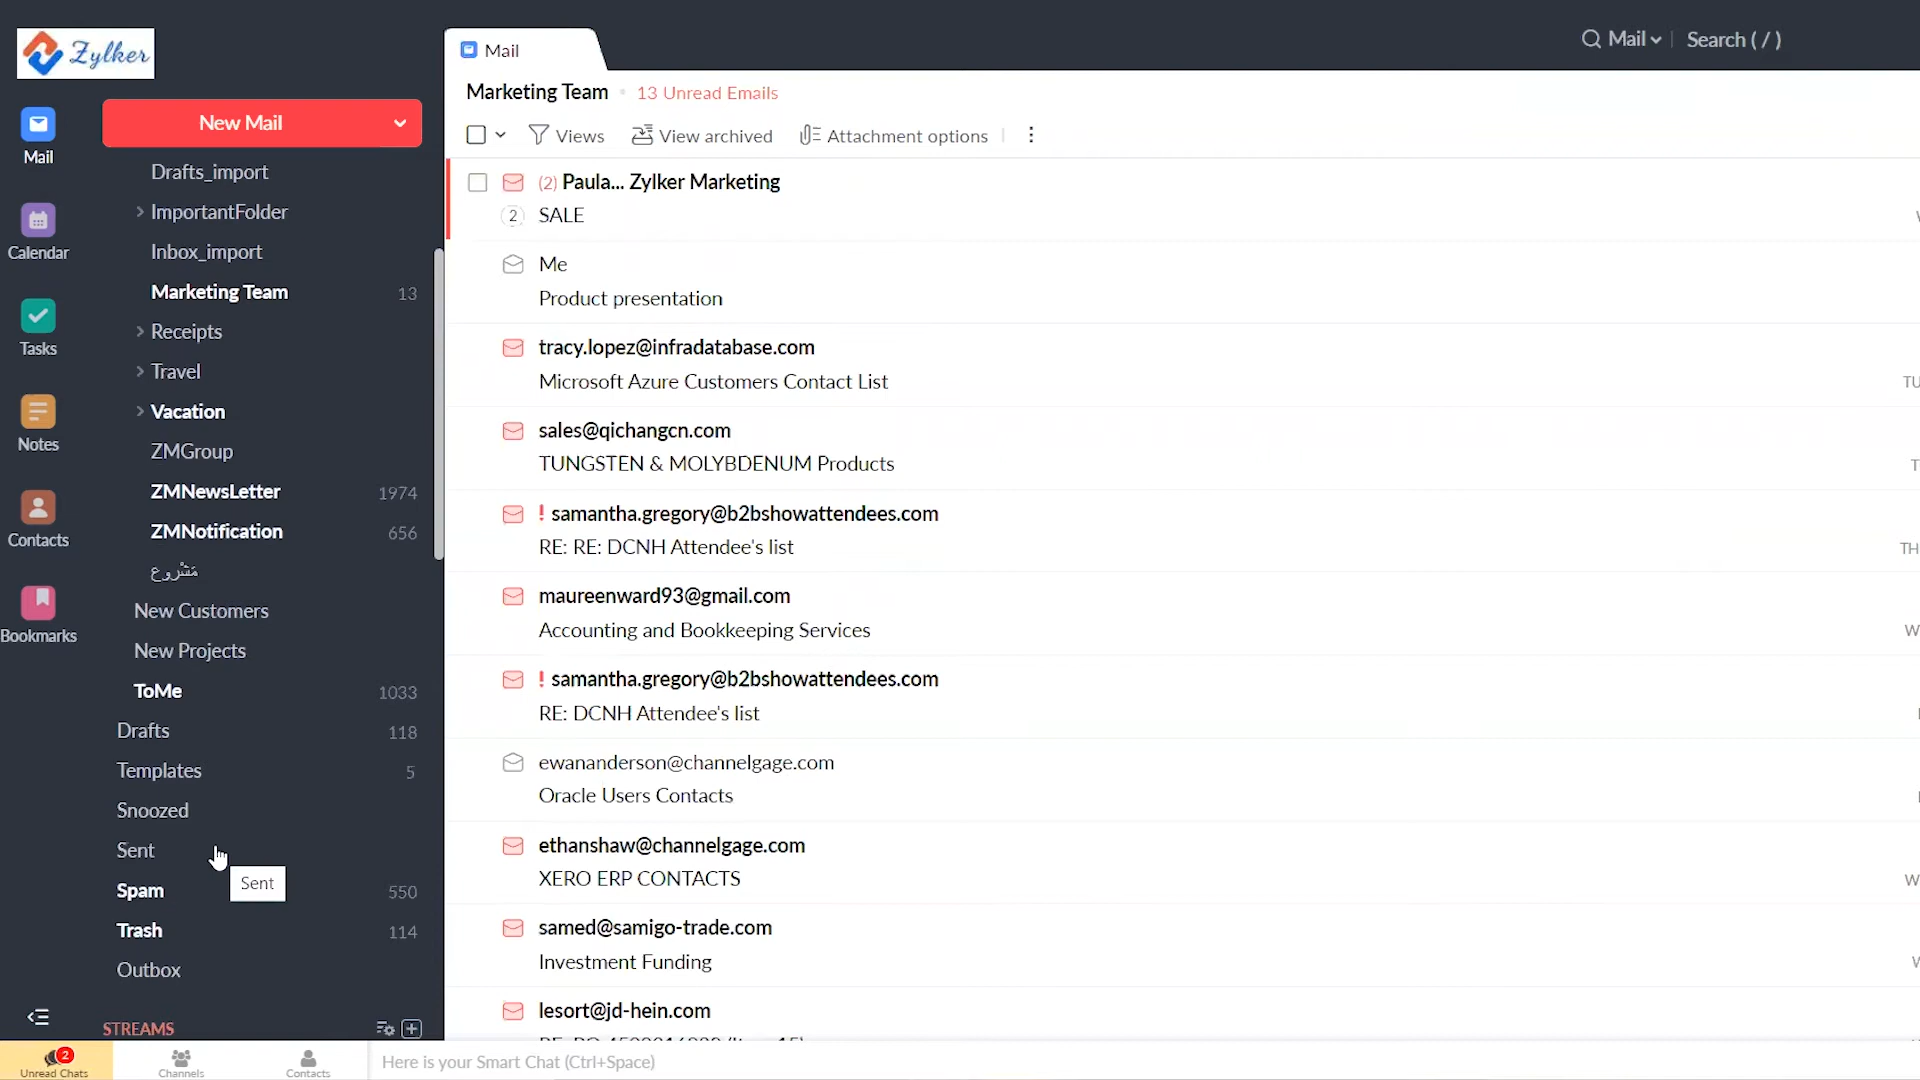 Zylker
Mail
Mail
Search ( / )
Marketing Team
13 Unread Emails
New Mail
Views
View archived
Attachment options
Mail
Calendar
Tasks
Notes
Contacts
Bookmarks
Drafts_import
ImportantFolder
Inbox_import
Marketing Team 13
Receipts
Travel
Vacation
ZMGroup
ZMNewsLetter 1974
ZMNotification 656
مَشْروع
New Customers
New Projects
ToMe 1033
Drafts 118
Templates 5
Snoozed
Sent
Sent
Spam 550
Trash 114
Outbox
STREAMS
(2) Paula... Zylker Marketing
2 SALE
Me
Product presentation
tracy.lopez@infradatabase.com
Microsoft Azure Customers Contact List
TU
sales@qichangcn.com
TUNGSTEN & MOLYBDENUM Products
! samantha.gregory@b2bshowattendees.com
RE: RE: DCNH Attendee's list
TH
maureenward93@gmail.com
Accounting and Bookkeeping Services
W
! samantha.gregory@b2bshowattendees.com
RE: DCNH Attendee's list
ewananderson@channelgage.com
Oracle Users Contacts
ethanshaw@channelgage.com
XERO ERP CONTACTS
W
samed@samigo-trade.com
Investment Funding
lesort@jd-hein.com
2
Unread Chats
Channels
Contacts
Here is your Smart Chat (Ctrl+Space)